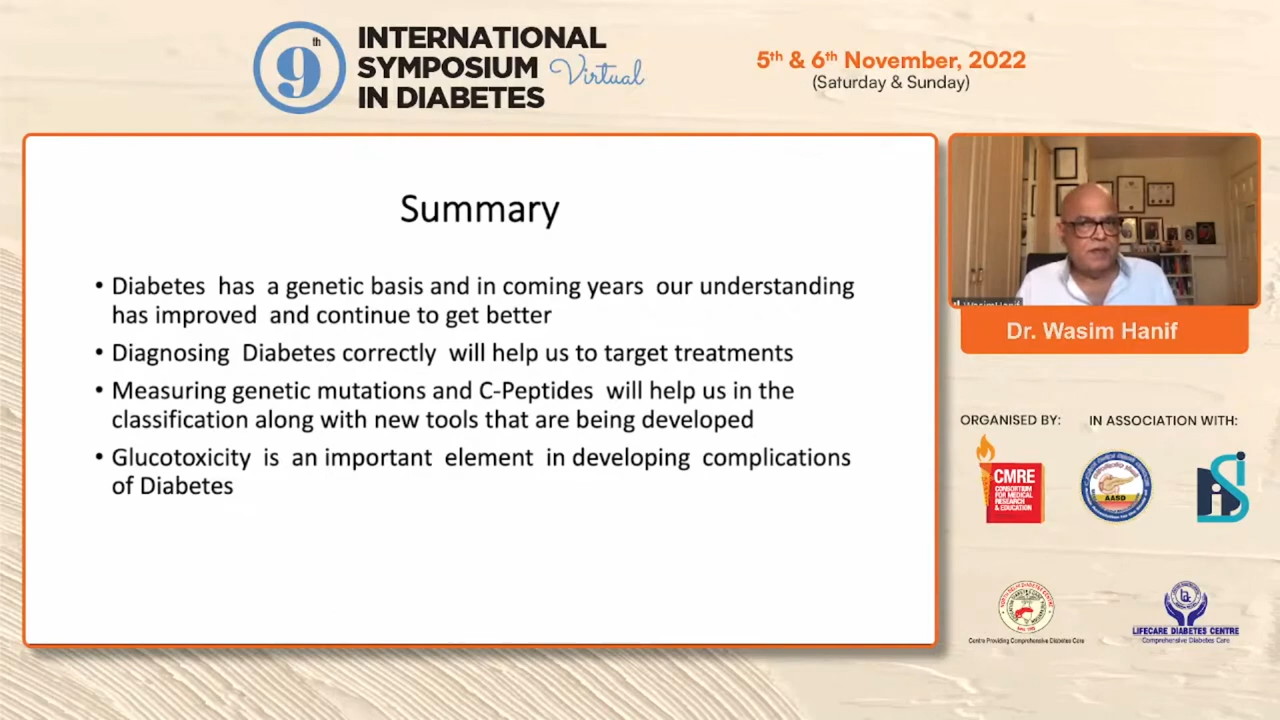 9th
INTERNATIONAL
SYMPOSIUM Virtual
IN DIABETES
5th & 6th November, 2022
(Saturday & Sunday)
Summary
• Diabetes has a genetic basis and in coming years our understanding
has improved and continue to get better
• Diagnosing Diabetes correctly will help us to target treatments
• Measuring genetic mutations and C-Peptides will help us in the
classification along with new tools that are being developed
• Glucotoxicity is an important element in developing complications
of Diabetes
Dr. Wasim Hanif
ORGANISED BY:
IN ASSOCIATION WITH:
CMRE
CONSORTIUM
FOR MEDICAL
RESEARCH
& EDUCATION
AASD
Centre Providing Comprehensive Diabetes Care
LIFECARE DIABETES CENTRE
Comprehensive Diabetes Care